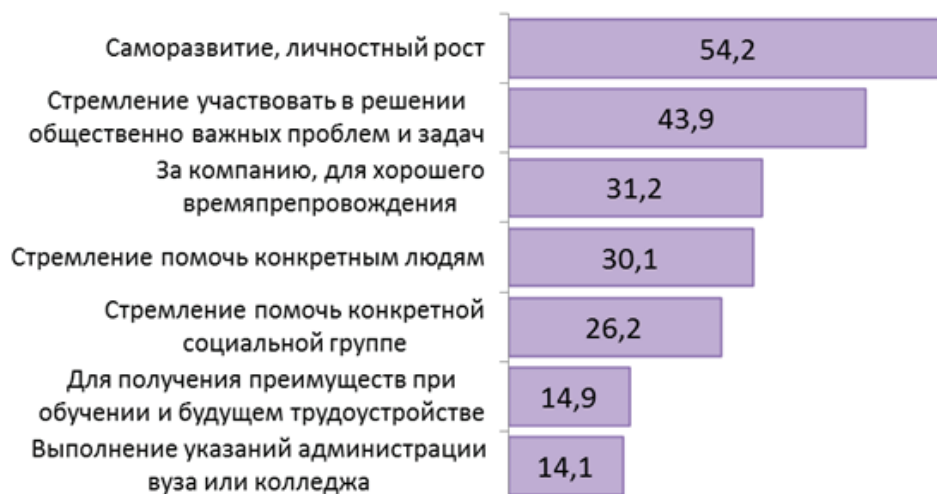 Саморазвитие, личностный рост
54,2
Стремление участвовать в решении
общественно важных проблем и задач
43,9
За компанию, для хорошего
времяпрепровождения
31,2
Стремление помочь конкретным людям
30,1
Стремление помочь конкретной
социальной группе
26,2
Для получения преимуществ при
обучении и будущем трудоустройстве
14,9
Выполнение указаний администрации
вуза или колледжа
14,1